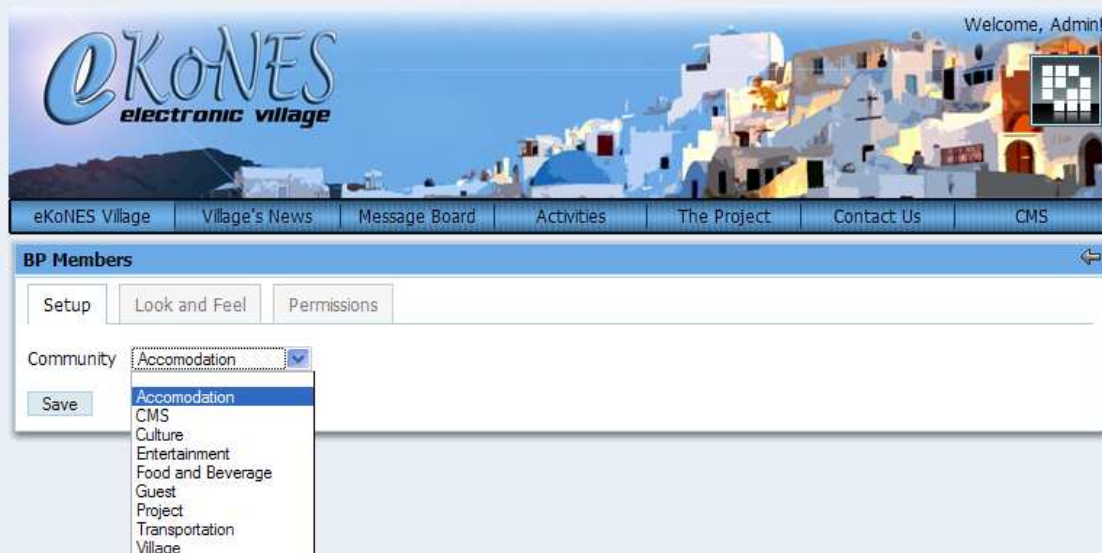 Welcome, Admin!
eKoNES
electronic village
eKoNES Village Village's News Message Board Activities The Project Contact Us CMS
BP Members
Setup Look and Feel Permissions
Community Accomodation
Save
Accomodation
CMS
Culture
Entertainment
Food and Beverage
Guest
Project
Transportation
Village